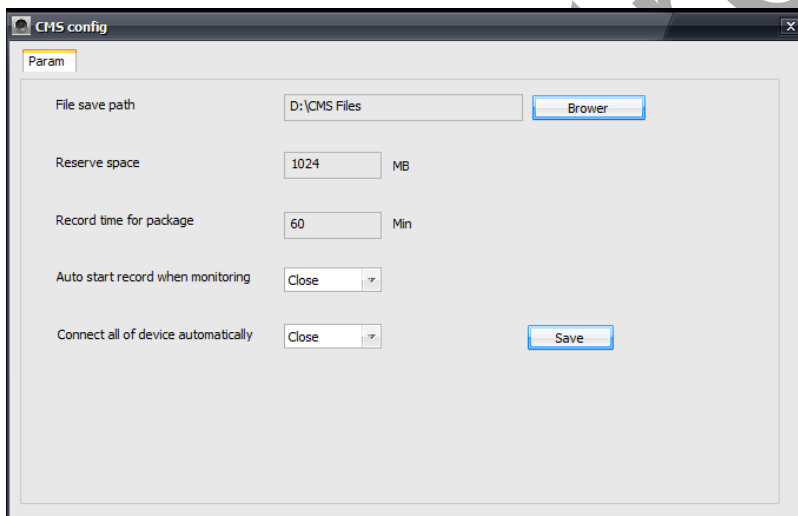 CMS config
Param
File save path D:\CMS Files Brower
Reserve space 1024 MB
Record time for package 60 Min
Auto start record when monitoring Close
Connect all of device automatically Close Save